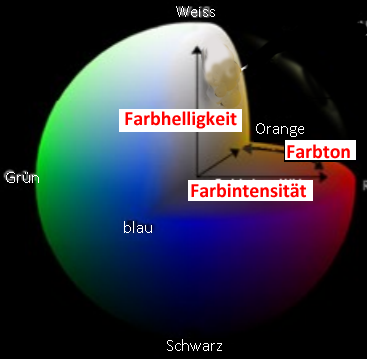 Weiss
Farbhelligkeit
Orange
Farbton
Grün
Farbintensität
blau
Schwarz